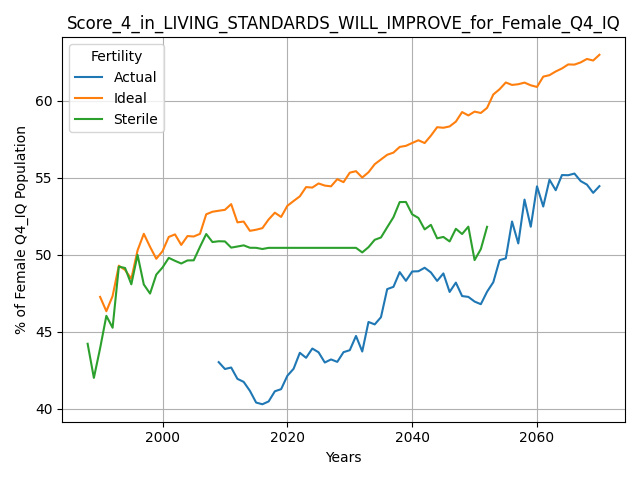 Score_4_in_LIVING_STANDARDS_WILL_IMPROVE_for_Female_Q4_IQ
Fertility
Actual
Ideal
Sterile
% of Female Q4_IQ Population
60
55
50
45
40
2000
2020
2040
2060
Years